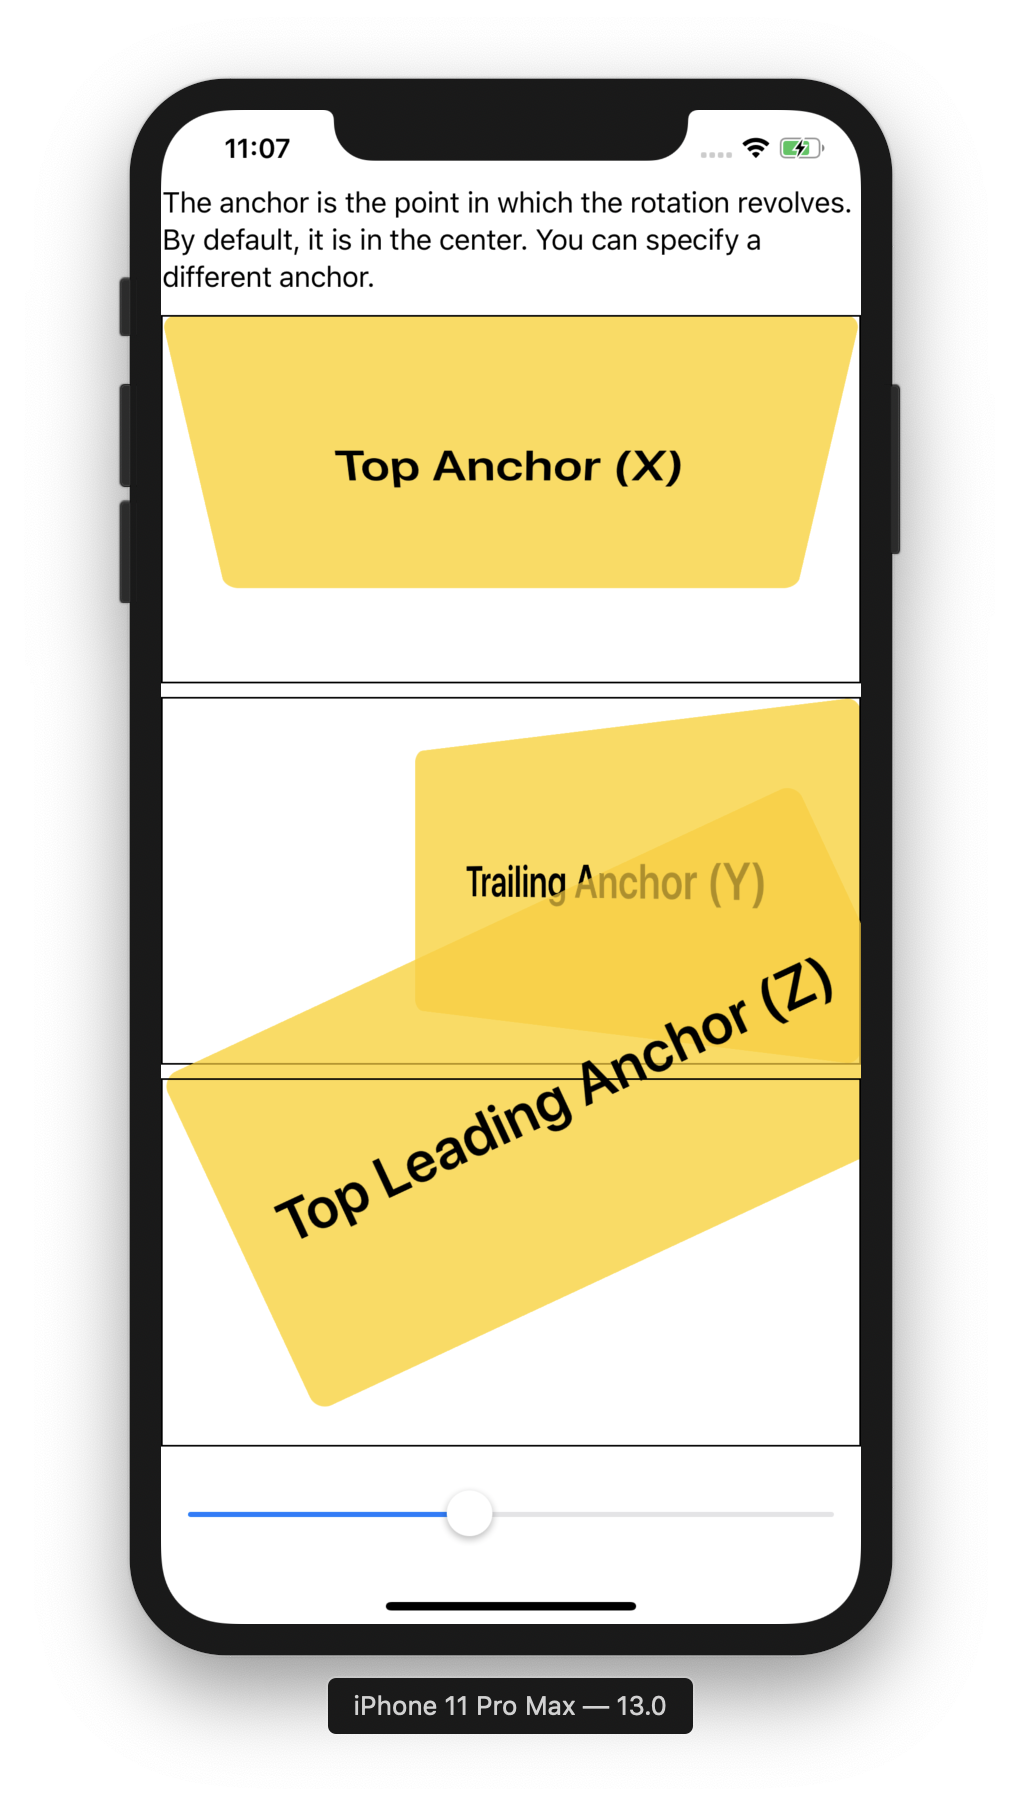 11:07
The anchor is the point in which the rotation revolves.
By default, it is in the center. You can specify a
different anchor.
Top Anchor (X)
Trailing Anchor (Y)
Top Leading Anchor (Z)
iPhone 11 Pro Max — 13.0